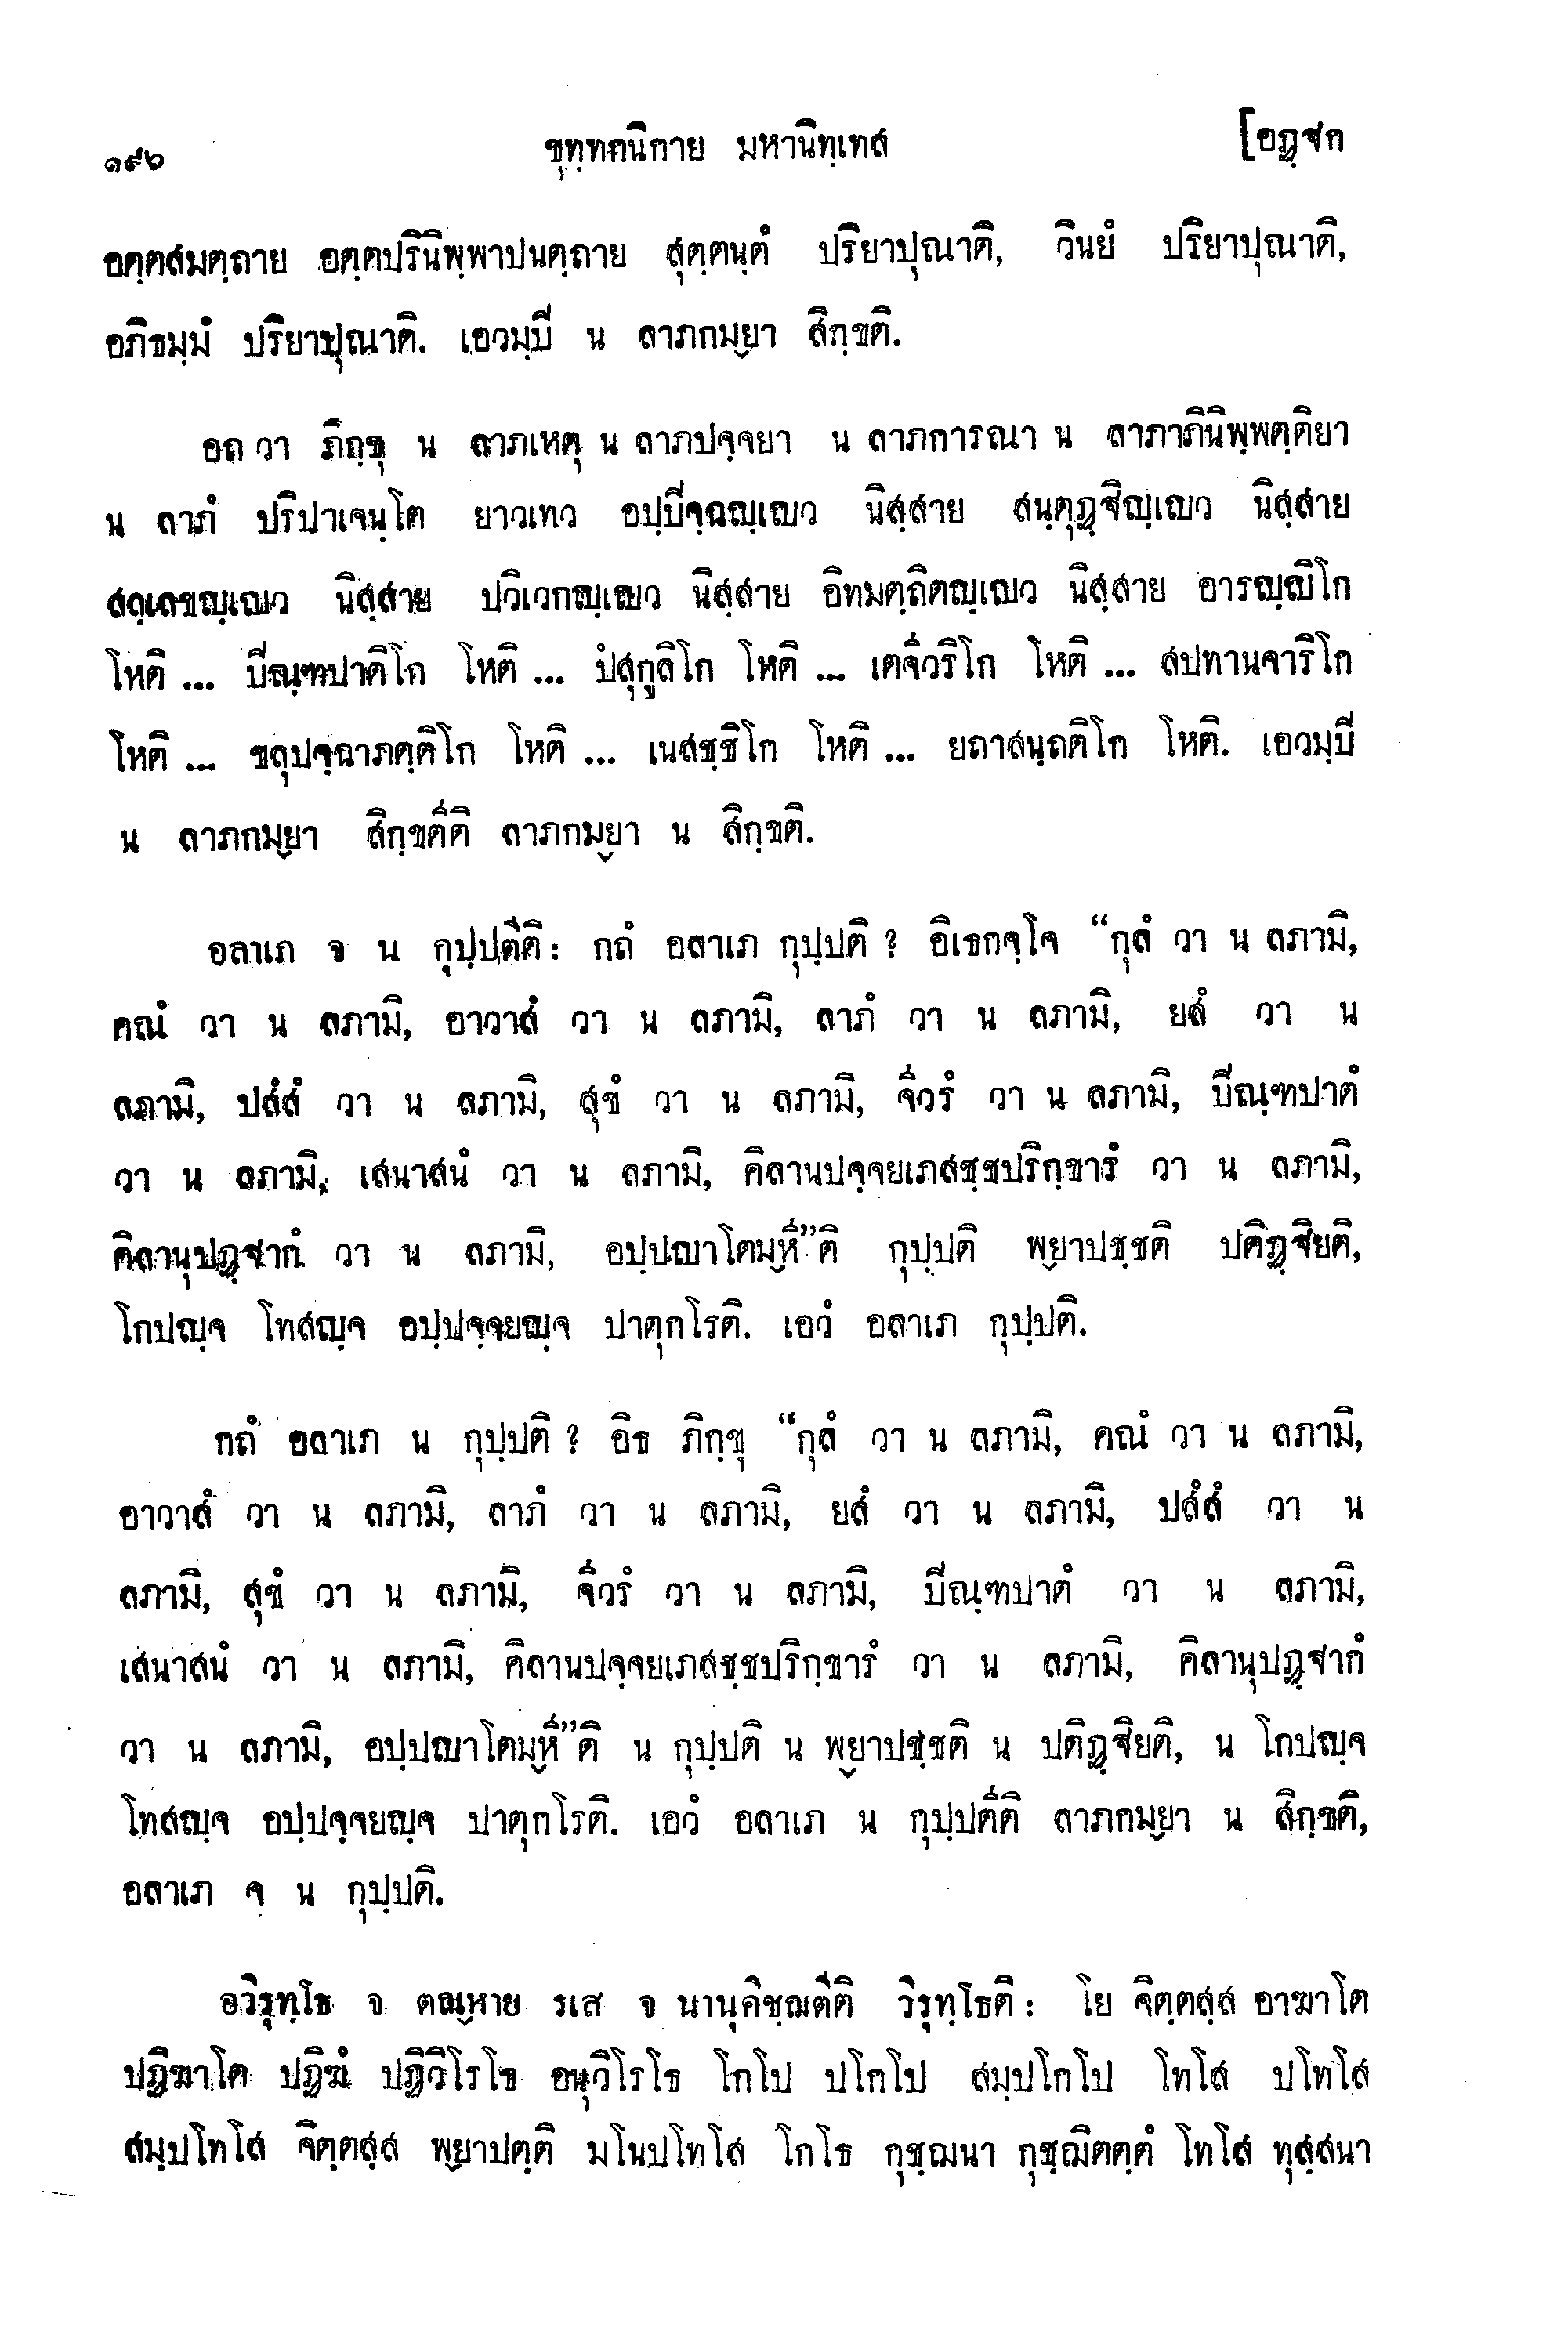 ๑๙๖ ขุทฺทกนิกาย มหานิทฺเทส [อฏฺฐก
อตฺตสมตฺถาย อตฺตปรินิพฺพาปนตฺถาย สุตฺตนฺตํ ปริยาปุณาติ, วินยํ ปริยาปุณาติ,
อภิธมฺมํ ปริยาปุณาติ. เอวมฺปิ น ลาภกมฺยา สิกฺขติ.
อถ วา ภิกฺขุ น ลาภเหตุ น ลาภปจฺจยา น ลาภการณา น ลาภาภินิพฺพตฺติยา
น ลาภํ ปริปาเจนฺโต ยาวเทว อปฺปิจฺฉญฺเญว นิสฺสาย สนฺตุฏฺฐิญฺเญว นิสฺสาย
สลฺเลขญฺเญว นิสฺสาย ปวิเวกญฺเญว นิสฺสาย อิทมตฺถิตญฺเญว นิสฺสาย อารญฺญิโก
โหติ ... ปิณฺฑปาติโก โหติ ... ปํสุกูลิโก โหติ ... เตจีวริโก โหติ ... สปทานจาริโก
โหติ ... ขลุปจฺฉาภตฺติโก โหติ ... เนสชฺชิโก โหติ ... ยถาสนฺถติโก โหติ. เอวมฺปิ
น ลาภกมฺยา สิกฺขตีติ ลาภกมฺยา น สิกฺขติ.
อลาเภ จ น กุปฺปตีติ: กถํ อลาเภ กุปฺปติ ? อิเธกจฺโจ “กุลํ วา น ลภามิ,
คณํ วา น ลภามิ, อาวาสํ วา น ลภามิ, ลาภํ วา น ลภามิ, ยสํ วา น
ลภามิ, ปสํสํ วา น ลภามิ, สุขํ วา น ลภามิ, จีวรํ วา น ลภามิ, ปิณฺฑปาตํ
วา น ลภามิ, เสนาสนํ วา น ลภามิ, คิลานปจฺจยเภสชฺชปริกฺขารํ วา น ลภามิ,
คิลานุปฏฺฐากํ วา น ลภามิ, อปฺปญาโตมฺหี”ติ กุปฺปติ พฺยาปชฺชติ ปติฏฺฐิยติ,
โกปญฺจ โทสญฺจ อปฺปจฺจยญฺจ ปาตุกโรติ. เอวํ อลาเภ กุปฺปติ.
กถํ อลาเภ น กุปฺปติ ? อิธ ภิกฺขุ “กุลํ วา น ลภามิ, คณํ วา น ลภามิ,
อาวาสํ วา น ลภามิ, ลาภํ วา น ลภามิ, ยสํ วา น ลภามิ, ปสํสํ วา น
ลภามิ, สุขํ วา น ลภามิ, จีวรํ วา น ลภามิ, ปิณฺฑปาตํ วา น ลภามิ,
เสนาสนํ วา น ลภามิ, คิลานปจฺจยเภสชฺชปริกฺขารํ วา น ลภามิ, คิลานุปฏฺฐากํ
วา น ลภามิ, อปฺปญาโตมฺหี”ติ น กุปฺปติ น พฺยาปชฺชติ น ปติฏฺฐิยติ, น โกปญฺจ
โทสญฺจ อปฺปจฺจยญฺจ ปาตุกโรติ. เอวํ อลาเภ น กุปฺปตีติ ลาภกมฺยา น สิกฺขติ,
อลาเภ จ น กุปฺปติ.
อวิรุทฺโธ จ ตณฺหาย รเส จ นานุคิชฺฌตีติ วิรุทฺโธติ: โย จิตฺตสฺส อาฆาโต
ปฏิฆาโต ปฏิฆํ ปฏิวิโรโธ อนุวิโรโธ โกโป ปโกโป สมฺปโกโป โทโส ปโทโส
สมฺปโทโส จิตฺตสฺส พฺยาปตฺติ มโนปโทโส โกโธ กุชฺฌนา กุชฺฌิตตฺตํ โทโส ทุสฺสนา